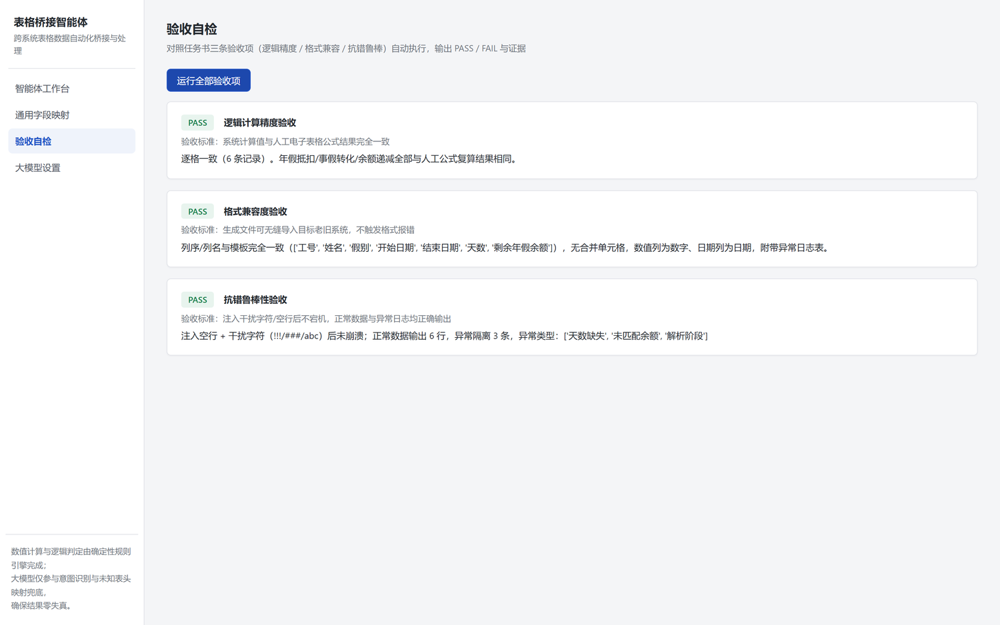 表格桥接智能体
跨系统表格数据自动化桥接与处
理
智能体工作台
通用字段映射
验收自检
大模型设置
数值计算与逻辑判定由确定性规则
引擎完成；
大模型仅参与意图识别与未知表头
映射兜底，
确保结果零失真。
验收自检
对照任务书三条验收项（逻辑精度 / 格式兼容 / 抗错鲁棒）自动执行，输出 PASS / FAIL 与证据
运行全部验收项
PASS 逻辑计算精度验收
验收标准：系统计算值与人工电子表格公式结果完全一致
逐格一致（6 条记录）。年假抵扣/事假转化/余额递减全部与人工公式复算结果相同。
PASS 格式兼容度验收
验收标准：生成文件可无缝导入目标老旧系统，不触发格式报错
列序/列名与模板完全一致（['工号', '姓名', '假别', '开始日期', '结束日期', '天数', '剩余年假余额']），无合并单元格，数值列为数字、日期列为日期，附带异常日志表。
PASS 抗错鲁棒性验收
验收标准：注入干扰字符/空行后不宕机，正常数据与异常日志均正确输出
注入空行 + 干扰字符（!!!/###/abc）后未崩溃；正常数据输出 6 行，异常隔离 3 条，异常类型：['天数缺失', '未匹配余额', '解析阶段']